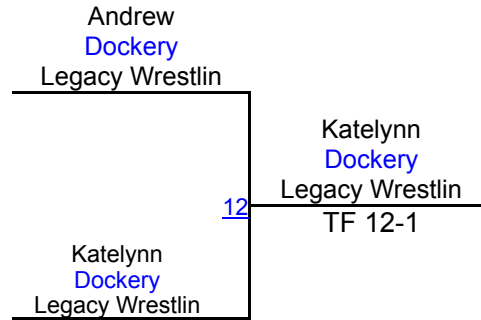 Andrew
Dockery
Legacy Wrestlin
Katelynn
Dockery
Legacy Wrestlin
12
TF 12-1
Katelynn
Dockery
Legacy Wrestlin